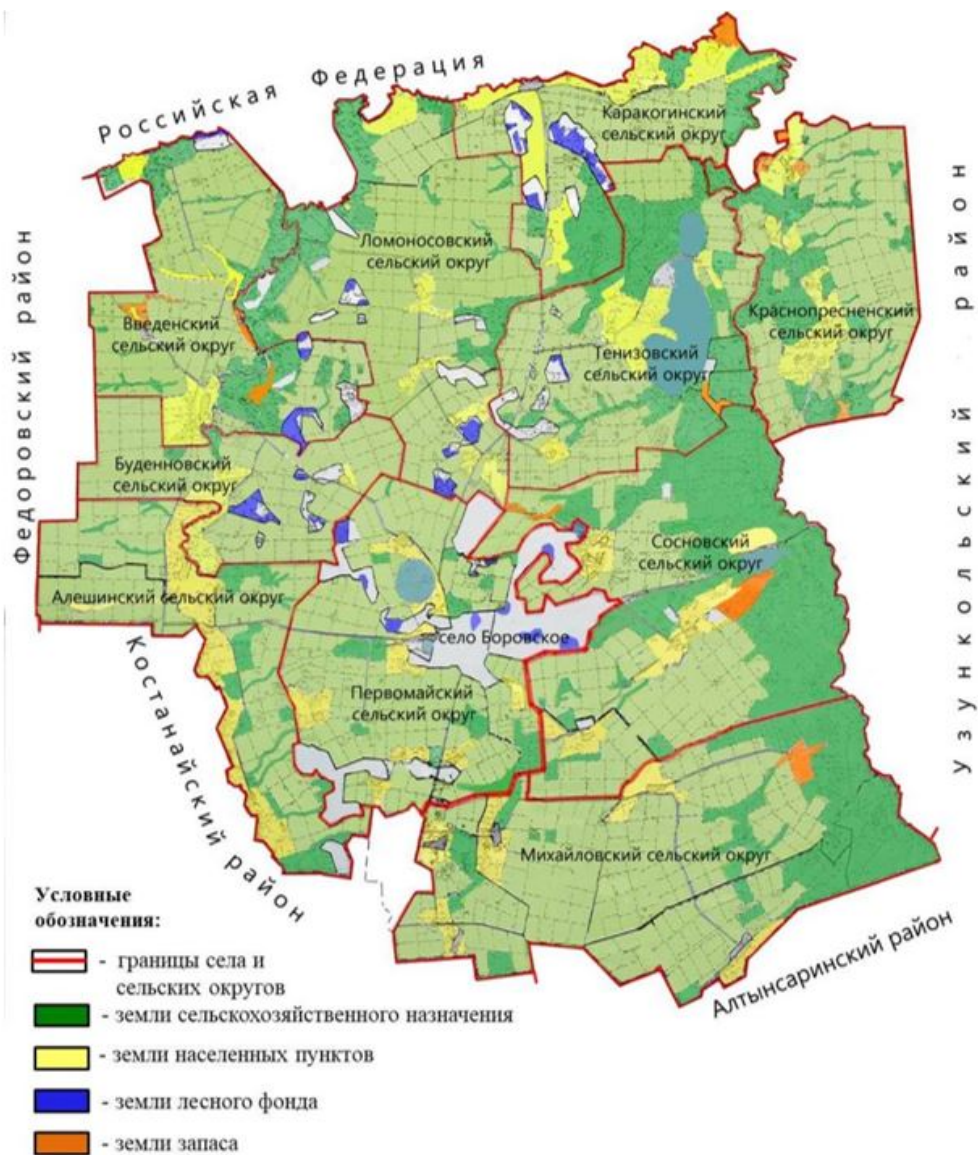 Российская Федерация
Каракогинский
сельский округ
Ломоносовский
сельский округ
Федоровский район
Введенский
сельский округ
Тенизовский
сельский округ
Краснопресненский
сельский округ
Узункольский район
Буденновский
сельский округ
Сосновский
сельский округ
Алешинский сельский округ
село Боровское
Первомайский
сельский округ
Костанайский район
Михайловский сельский округ
Алтынсаринский район
Условные
обозначения:
- границы села и
сельских округов
- земли сельскохозяйственного назначения
- земли населенных пунктов
- земли лесного фонда
- земли запаса